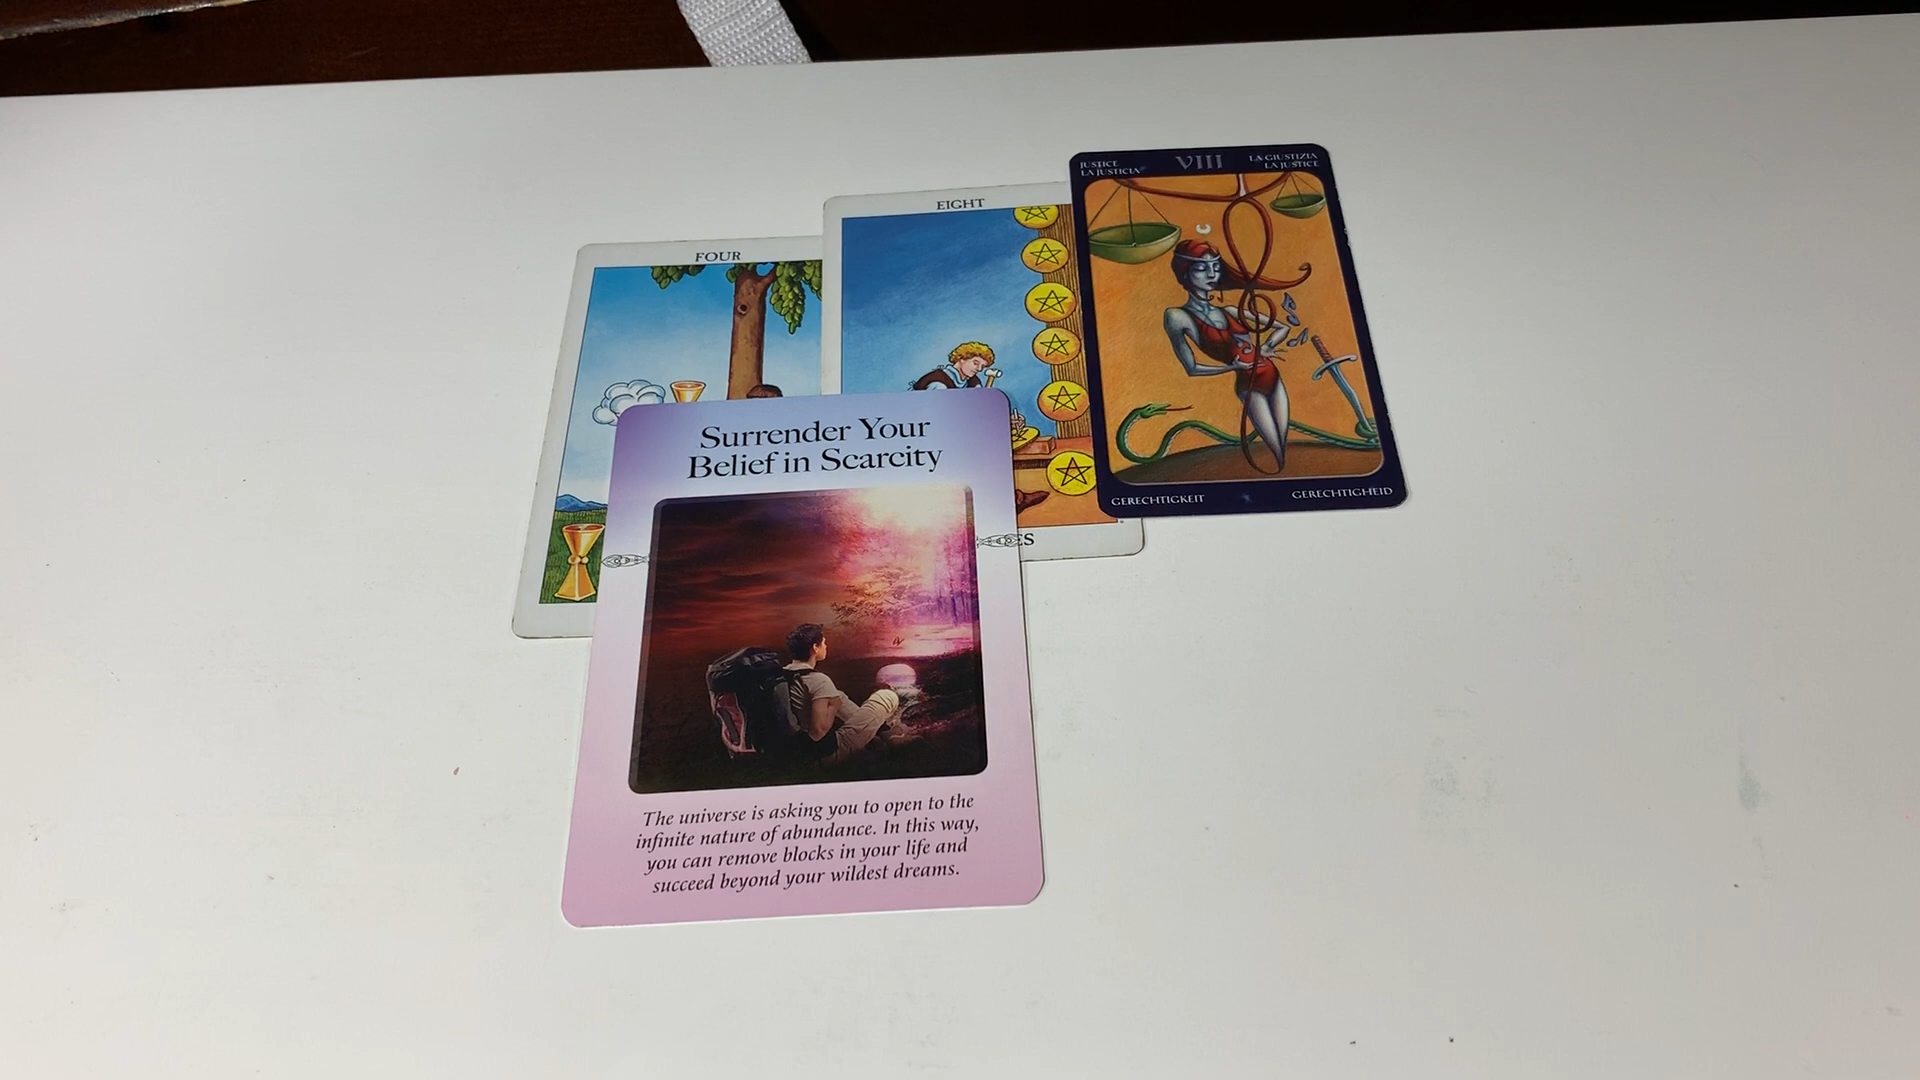 FOUR
EIGHT
ES
JUSTICE
LA JUSTICIA
VIII
LA GIUSTIZIA
LA JUSTICE
GERECHTIGKEIT
GERECHTIGHEID
Surrender Your
Belief in Scarcity
The universe is asking you to open to the
infinite nature of abundance. In this way,
you can remove blocks in your life and
succeed beyond your wildest dreams.